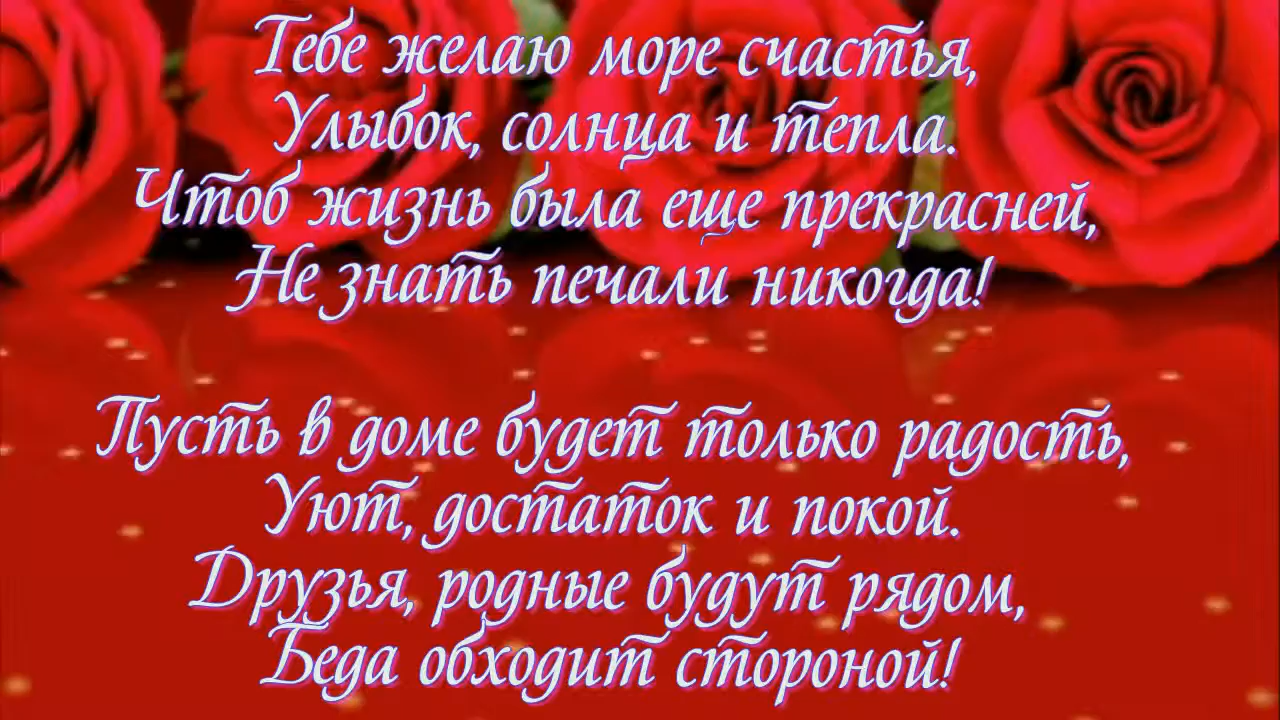 Тебе желаю море счастья,
Улыбок, солнца и тепла.
Чтоб жизнь была еще прекрасней,
Не знать печали никогда!
Пусть в доме будет только радость,
Уют, достаток и покой.
Друзья, родные будут рядом,
Беда обходит стороной!